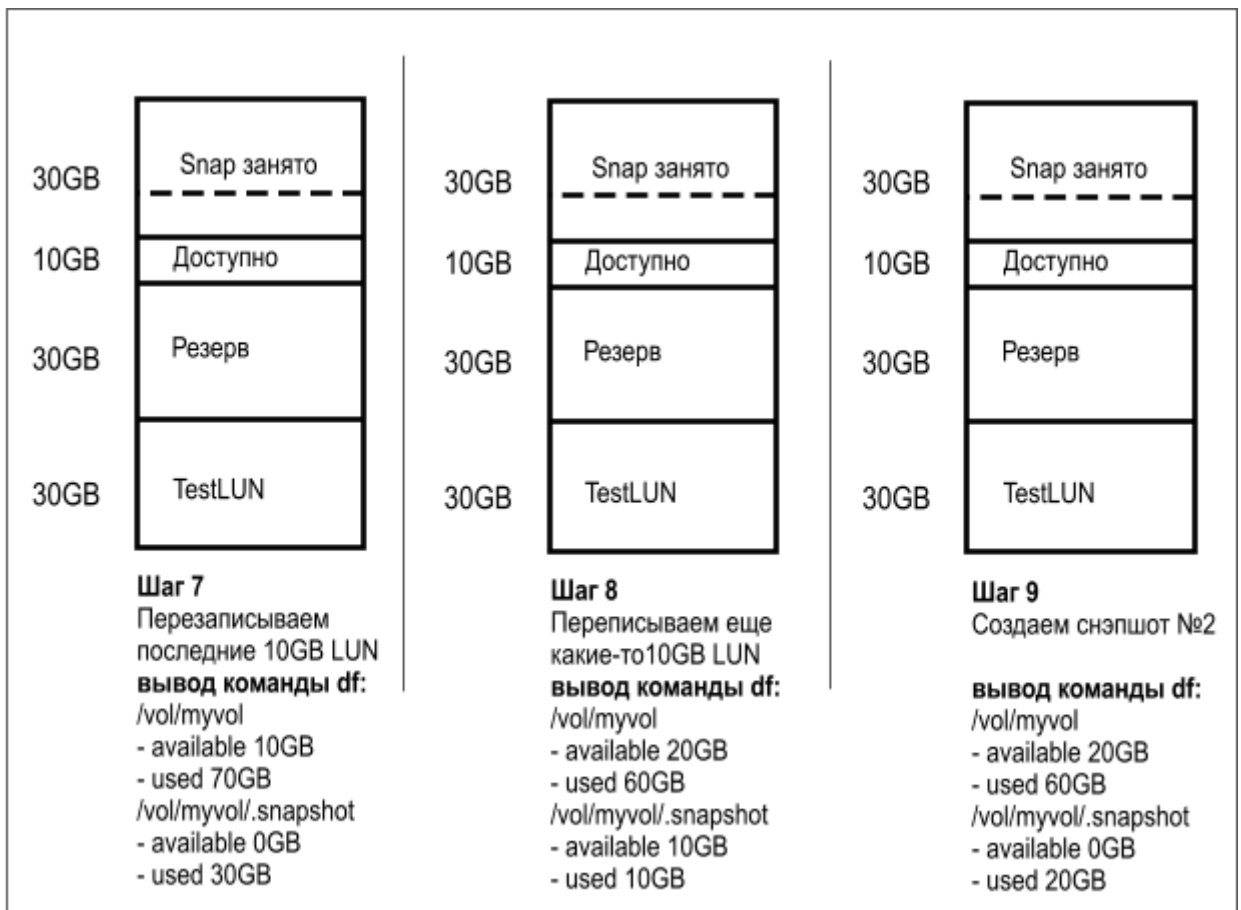 Snap занято
30GB
Доступно
10GB
Резерв
30GB
TestLUN
30GB
Шаг 7
Перезаписываем
последние 10GB LUN
вывод команды df:
/vol/myvol
- available 10GB
- used 70GB
/vol/myvol/.snapshot
- available 0GB
- used 30GB
Snap занято
30GB
Доступно
10GB
Резерв
30GB
TestLUN
30GB
Шаг 8
Переписываем еще
какие-то10GB LUN
вывод команды df:
/vol/myvol
- available 20GB
- used 60GB
/vol/myvol/.snapshot
- available 10GB
- used 10GB
Snap занято
30GB
Доступно
10GB
Резерв
30GB
TestLUN
30GB
Шаг 9
Создаем снэпшот №2
вывод команды df:
/vol/myvol
- available 20GB
- used 60GB
/vol/myvol/.snapshot
- available 0GB
- used 20GB